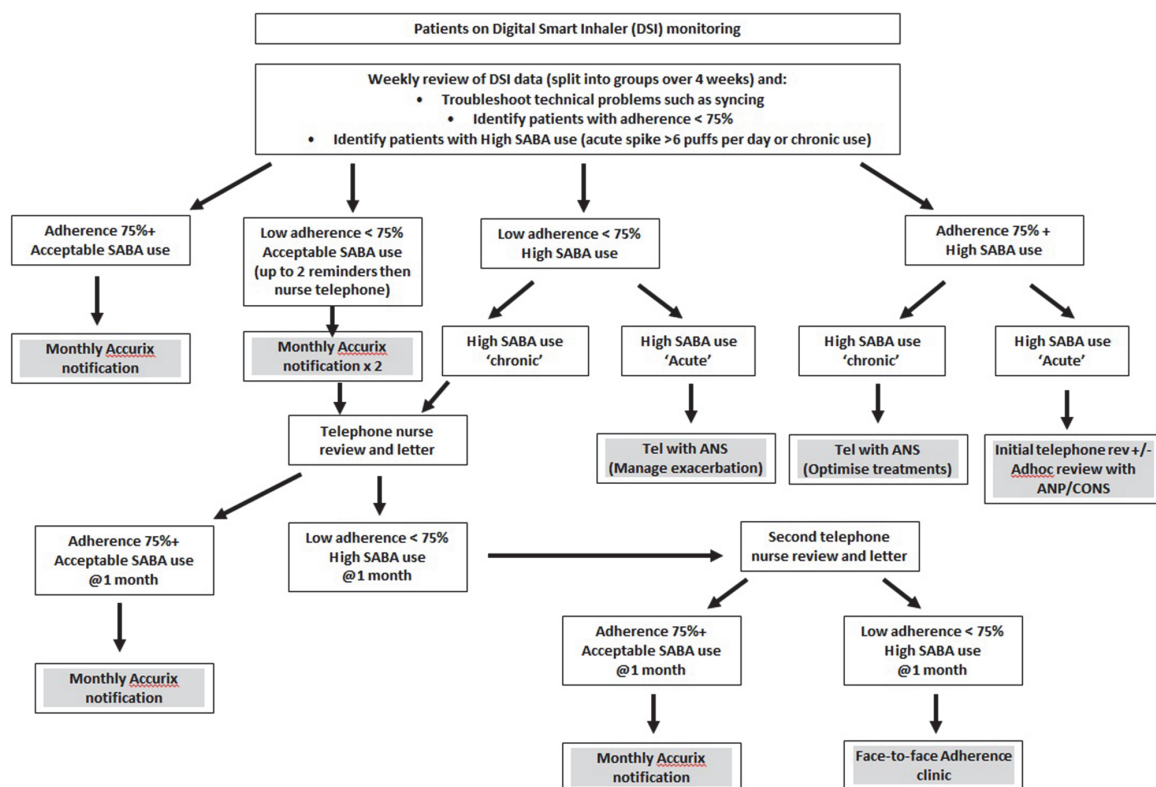 Patients on Digital Smart Inhaler (DSI) monitoring
Weekly review of DSI data (split into groups over 4 weeks) and:
• Troubleshoot technical problems such as syncing
• Identify patients with adherence < 75%
• Identify patients with High SABA use (acute spike >6 puffs per day or chronic use)
Adherence 75%+
Acceptable SABA use
Low adherence < 75%
Acceptable SABA use
(up to 2 reminders then
nurse telephone)
Low adherence < 75%
High SABA use
Adherence 75% +
High SABA use
Monthly Accurix
notification
Monthly Accurix
notification x 2
High SABA use
‘chronic’
High SABA use
‘Acute’
High SABA use
‘chronic’
High SABA use
‘Acute’
Telephone nurse
review and letter
Tel with ANS
(Manage exacerbation)
Tel with ANS
(Optimise treatments)
Initial telephone rev +/-
Adhoc review with
ANP/CONS
Adherence 75%+
Acceptable SABA use
@1 month
Low adherence < 75%
High SABA use
@1 month
Second telephone
nurse review and letter
Monthly Accurix
notification
Adherence 75%+
Acceptable SABA use
@1 month
Low adherence < 75%
High SABA use
@1 month
Monthly Accurix
notification
Face-to-face Adherence
clinic